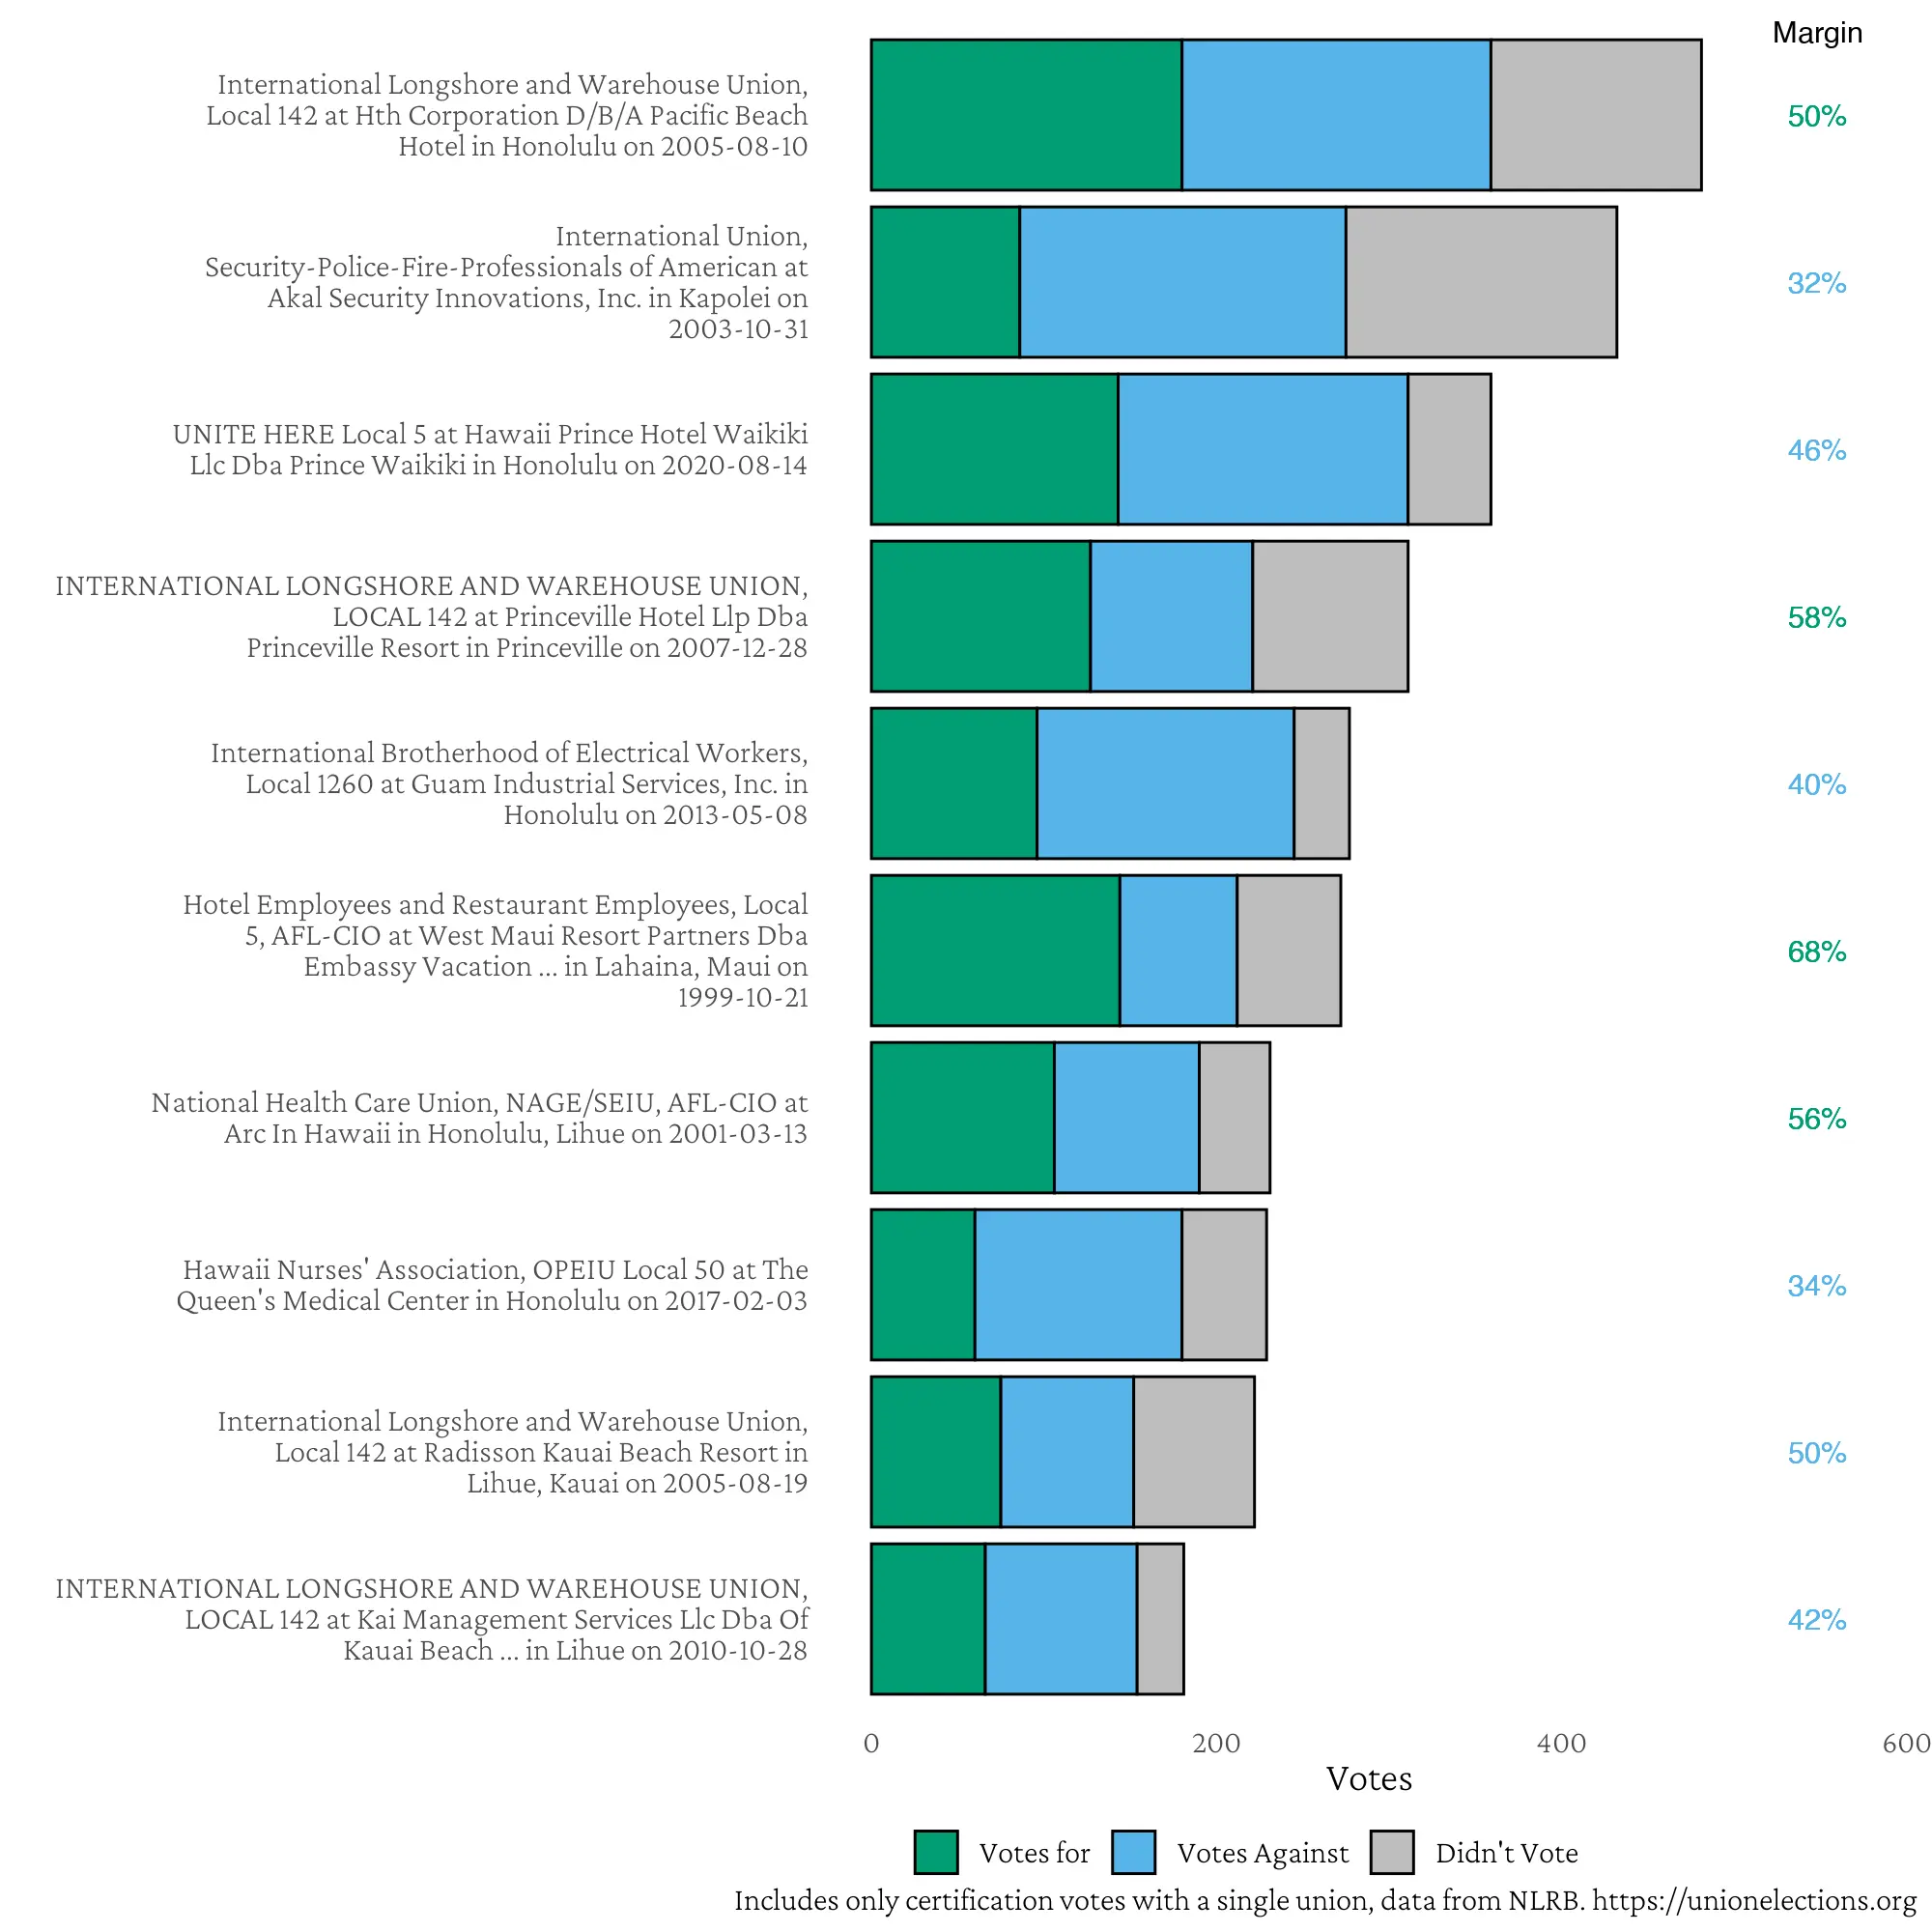 Margin
International Longshore and Warehouse Union,
Local 142 at Hth Corporation D/B/A Pacific Beach
Hotel in Honolulu on 2005-08-10
50%
International Union,
Security-Police-Fire-Professionals of American at
Akal Security Innovations, Inc. in Kapolei on
2003-10-31
32%
UNITE HERE Local 5 at Hawaii Prince Hotel Waikiki
Llc Dba Prince Waikiki in Honolulu on 2020-08-14
46%
INTERNATIONAL LONGSHORE AND WAREHOUSE UNION,
LOCAL 142 at Princeville Hotel Llp Dba
Princeville Resort in Princeville on 2007-12-28
58%
International Brotherhood of Electrical Workers,
Local 1260 at Guam Industrial Services, Inc. in
Honolulu on 2013-05-08
40%
Hotel Employees and Restaurant Employees, Local
5, AFL-CIO at West Maui Resort Partners Dba
Embassy Vacation ... in Lahaina, Maui on
1999-10-21
68%
National Health Care Union, NAGE/SEIU, AFL-CIO at
Arc In Hawaii in Honolulu, Lihue on 2001-03-13
56%
Hawaii Nurses' Association, OPEIU Local 50 at The
Queen's Medical Center in Honolulu on 2017-02-03
34%
International Longshore and Warehouse Union,
Local 142 at Radisson Kauai Beach Resort in
Lihue, Kauai on 2005-08-19
50%
INTERNATIONAL LONGSHORE AND WAREHOUSE UNION,
LOCAL 142 at Kai Management Services Llc Dba Of
Kauai Beach ... in Lihue on 2010-10-28
42%
0 200 400 600
Votes
Votes for Votes Against Didn't Vote
Includes only certification votes with a single union, data from NLRB. https://unionelections.org